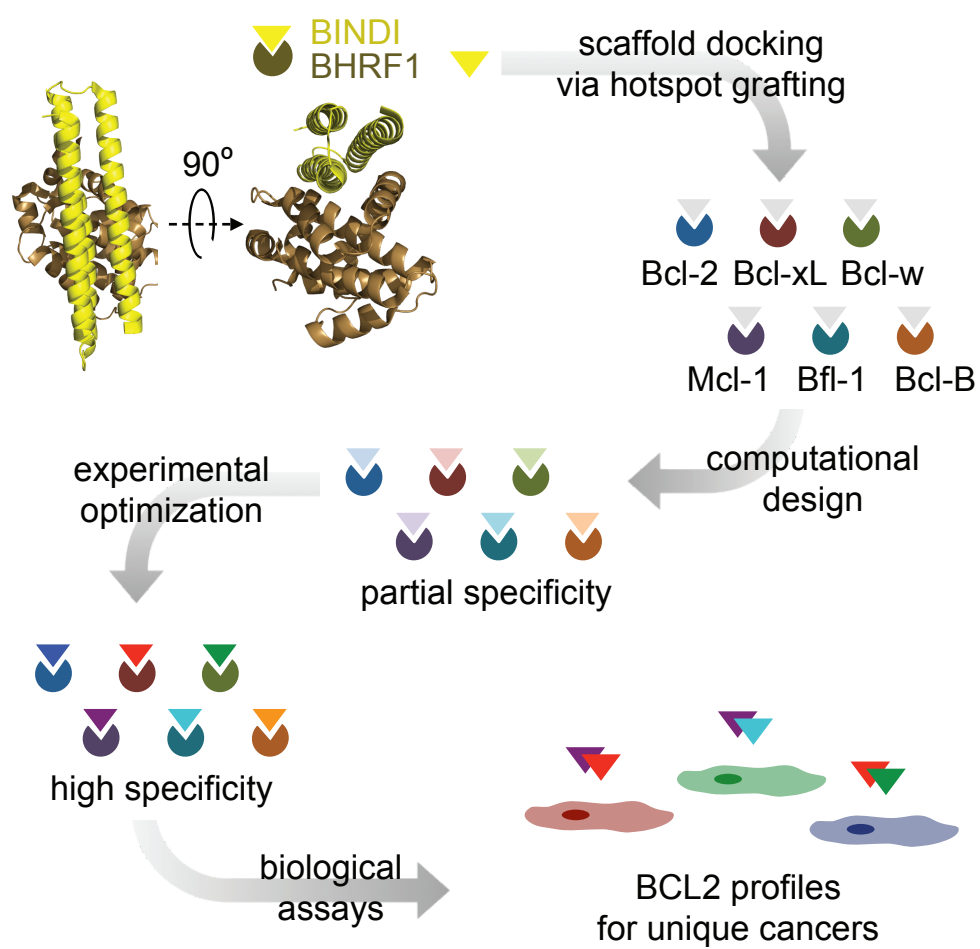 BINDI
BHRF1
scaffold docking
via hotspot grafting
90°
Bcl-2 Bcl-xL Bcl-w
Mcl-1 Bfl-1 Bcl-B
computational
design
experimental
optimization
partial specificity
high specificity
biological
assays
BCL2 profiles
for unique cancers